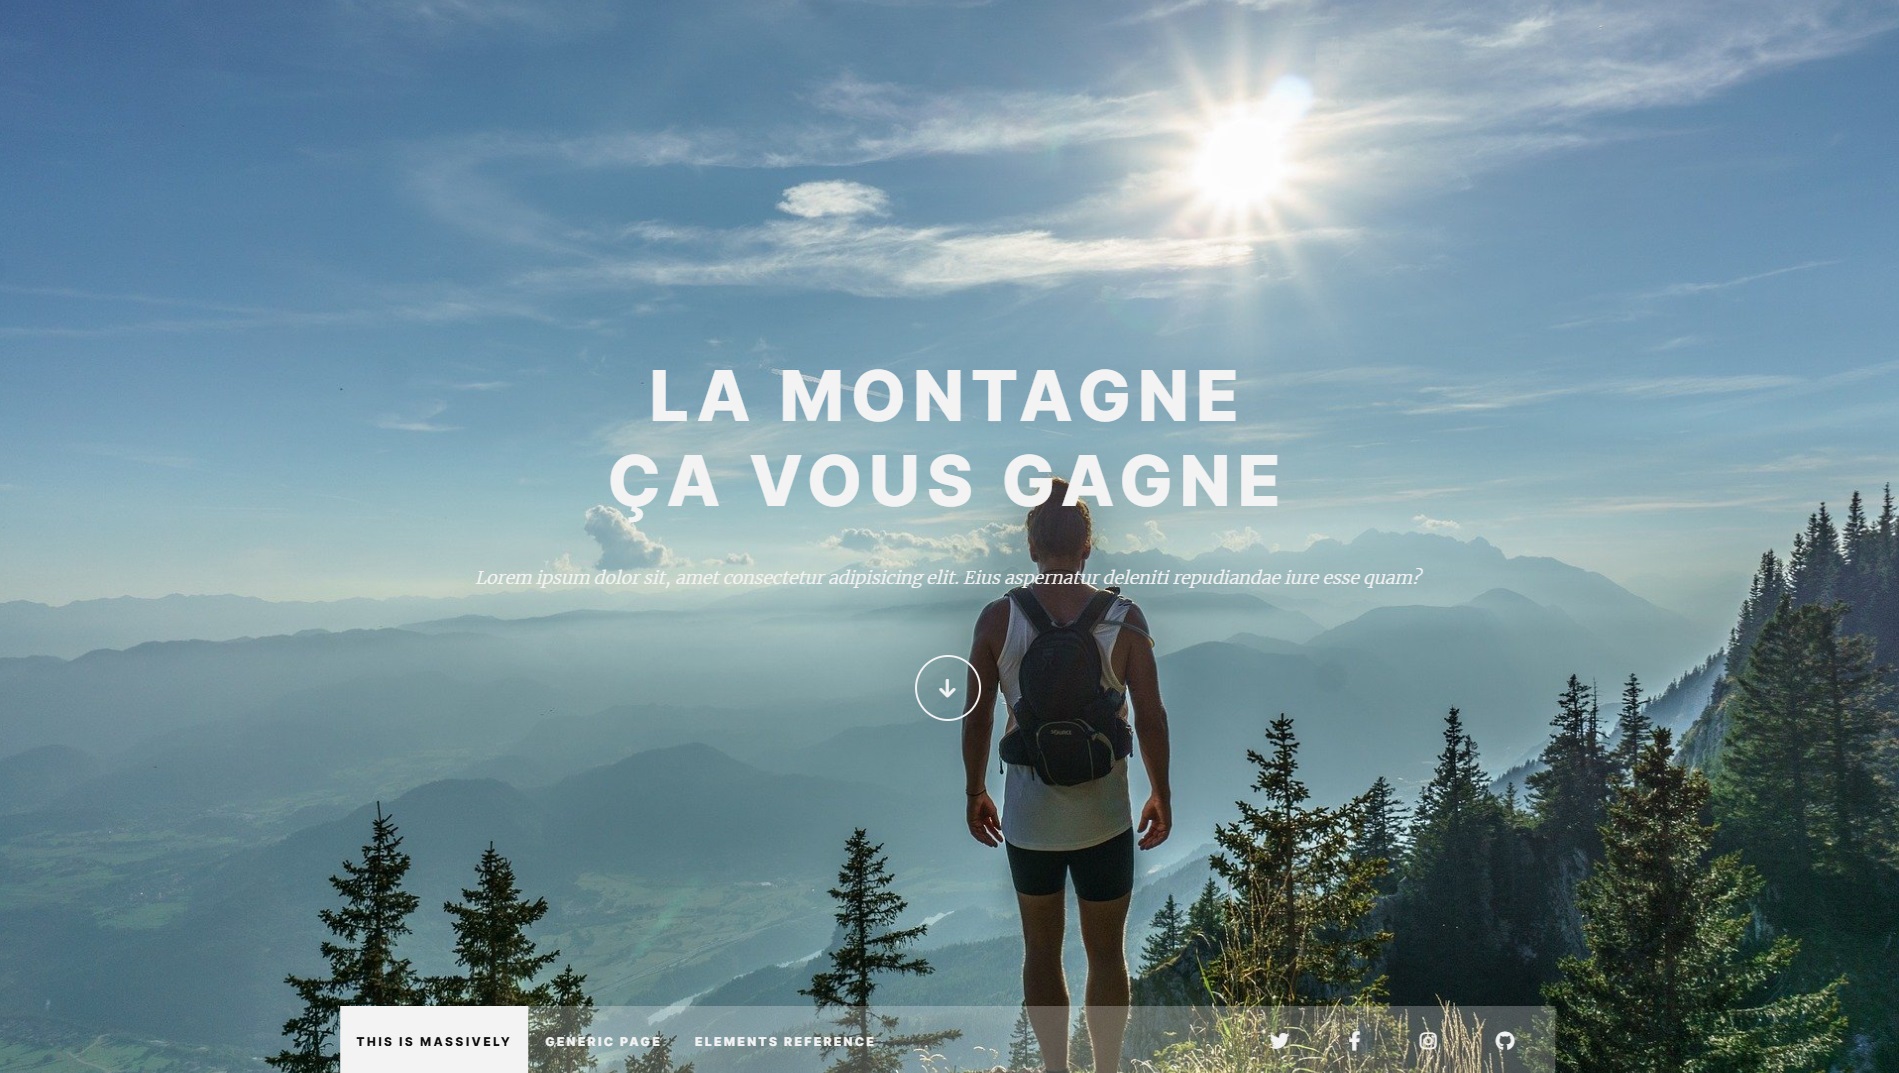 LA MONTAGNE
ÇA VOUS GAGNE
Lorem ipsum dolor sit, amet consectetur adipisicing elit. Eius aspernatur deleniti repudiandae iure esse quam?
THIS IS MASSIVELY GENERIC PAGE ELEMENTS REFERENCE